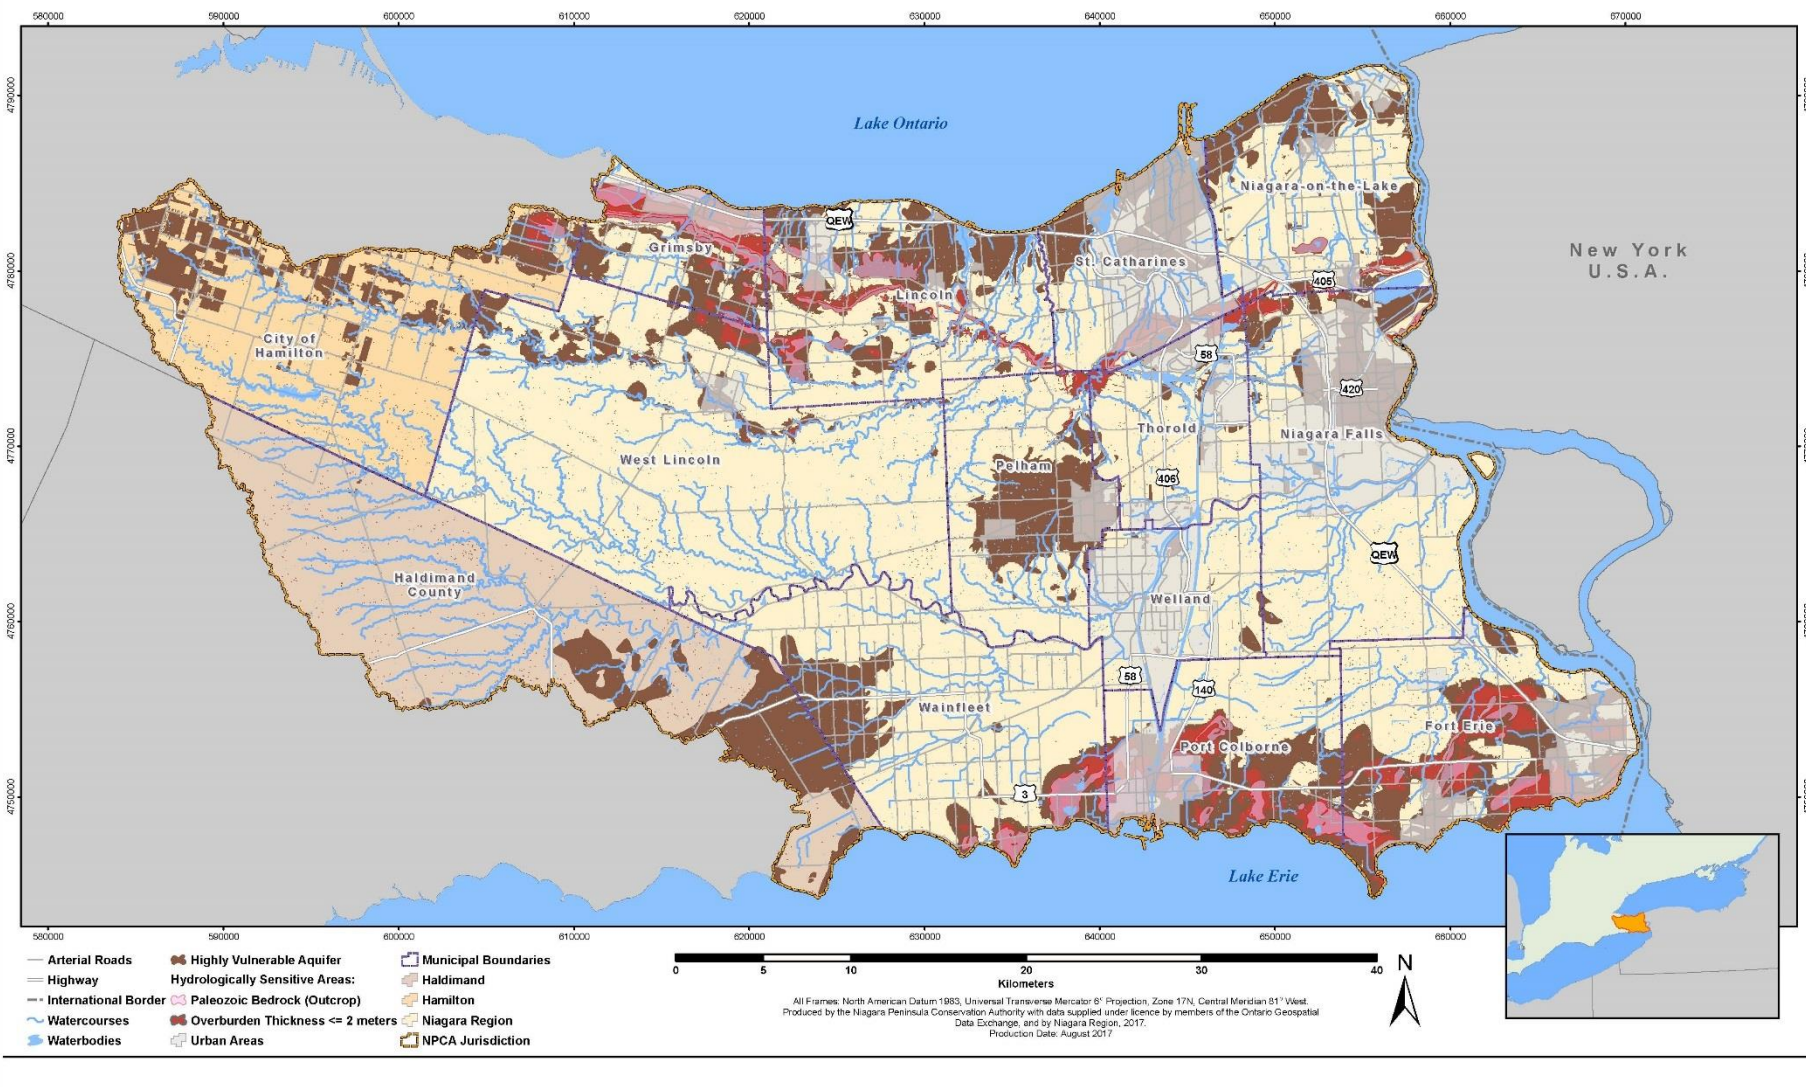 580000 590000 600000 610000 620000 630000 640000 650000 660000 670000
4790000
4780000
4770000
4760000
4750000
Lake Ontario
New York
U.S.A.
Niagara-on-the-Lake
QEW
Grimsby
St. Catharines
405
Lincoln
City of
Hamilton
58
420
Thorold
Niagara Falls
West Lincoln
Pelham
406
QEW
Haldimand
County
Welland
58
140
Wainfleet
Fort Erie
Port Colborne
3
Lake Erie
580000 590000 600000 610000 620000 630000 640000 650000 660000
Arterial Roads
Highway
International Border
Watercourses
Waterbodies
Highly Vulnerable Aquifer
Hydrologically Sensitive Areas:
Paleozoic Bedrock (Outcrop)
Overburden Thickness <= 2 meters
Urban Areas
Municipal Boundaries
Haldimand
Hamilton
Niagara Region
NPCA Jurisdiction
0 5 10 20 30 40
Kilometers
N
All Frames: North American Datum 1983, Universal Transverse Mercator 6° Projection, Zone 17N, Central Meridian 81° West.
Produced by the Niagara Peninsula Conservation Authority with data supplied under licence by members of the Ontario Geospatial
Data Exchange, and by Niagara Region, 2017.
Production Date: August 2017